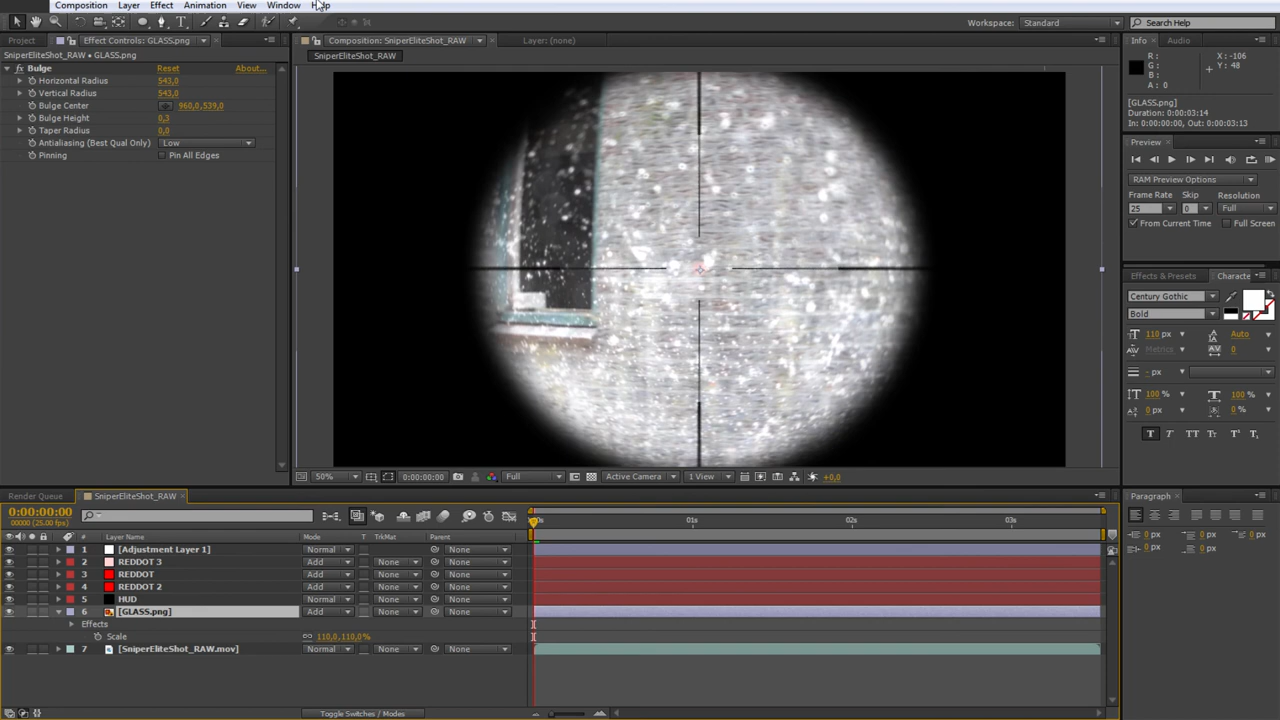 Composition Layer Effect Animation View Window Help
Workspace: Standard Search Help
Project Effect Controls: GLASS.png
SniperEliteShot_RAW • GLASS.png
fx Bulge Reset About...
Horizontal Radius 543,0
Vertical Radius 543,0
Bulge Center 960,0,539,0
Bulge Height 0,3
Taper Radius 0,0
Antialiasing (Best Qual Only) Low
Pinning Pin All Edges
Composition: SniperEliteShot_RAW Layer: (none)
SniperEliteShot_RAW
50% 0:00:00:00 Full Active Camera 1 View +0,0
Info Audio
R: X: -106
G: Y: 48
B:
A: 0
[GLASS.png]
Duration: 0:00:03:14
In: 0:00:00:00, Out: 0:00:03:13
Preview
RAM Preview Options
Frame Rate Skip Resolution
25 0 Full
From Current Time Full Screen
Effects & Presets Characte
Century Gothic
Bold
110 px Auto
Metrics 0
- px
100 % 100 %
0 px 0 %
T T TT Tt T¹ T₁
Paragraph
0 px 0 px 0 px
0 px 0 px
Render Queue SniperEliteShot_RAW
0:00:00:00
00000 (25.00 fps)
:00s 01s 02s 03s
# Layer Name Mode T TrkMat Parent
1 [Adjustment Layer 1] Normal None
2 REDDOT 3 Add None None
3 REDDOT Add None None
4 REDDOT 2 Add None None
5 HUD Normal None None
6 [GLASS.png] Add None None
Effects
Scale 110,0,110,0%
7 [SniperEliteShot_RAW.mov] Normal None None
Toggle Switches / Modes